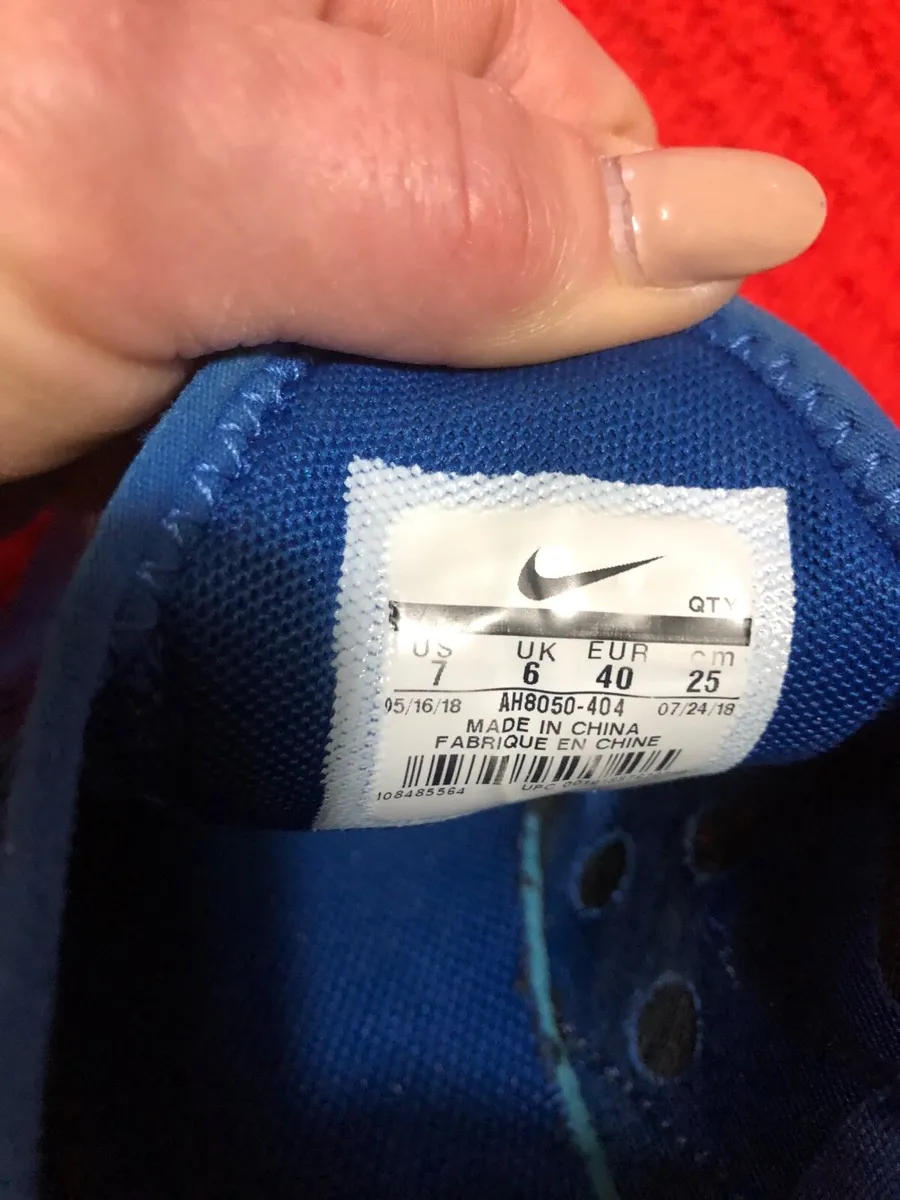 QTY
US UK EUR cm
7 6 40 25
05/16/18 AH8050-404 07/24/18
MADE IN CHINA
FABRIQUE EN CHINE
108485564 UPC